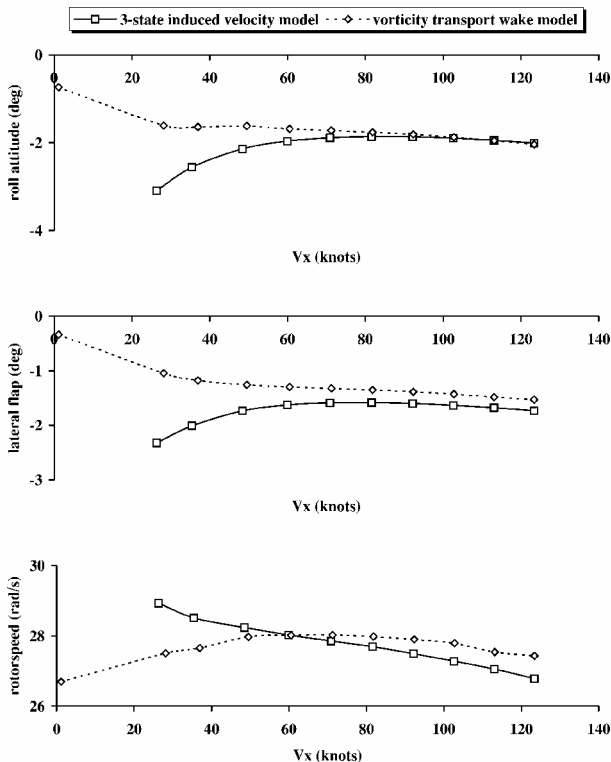 3-state induced velocity model vorticity transport wake model
0
0 20 40 60 80 100 120 140
-2
-4
roll attitude (deg)
Vx (knots)
0
0 20 40 60 80 100 120 140
-1
-2
-3
lateral flap (deg)
Vx (knots)
30
28
26
rotorspeed (rad/s)
0 20 40 60 80 100 120 140
Vx (knots)